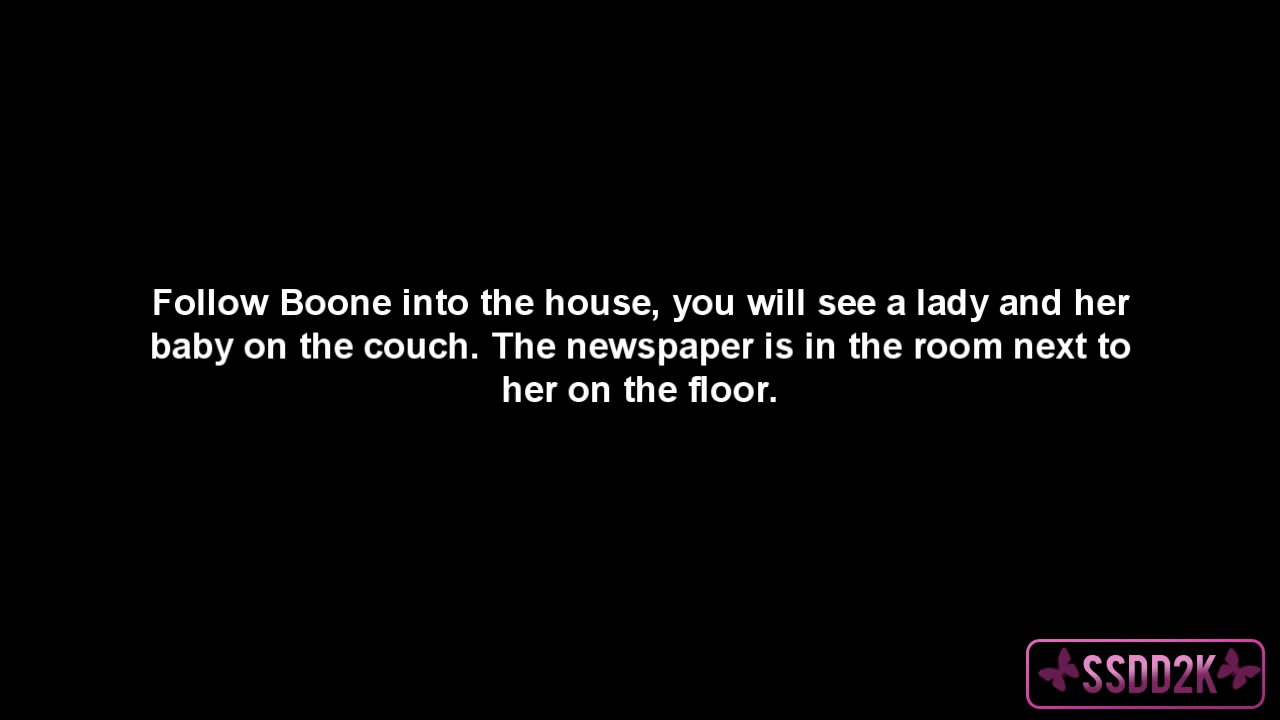 Follow Boone into the house, you will see a lady and her
baby on the couch. The newspaper is in the room next to
her on the floor.
SSDD2K